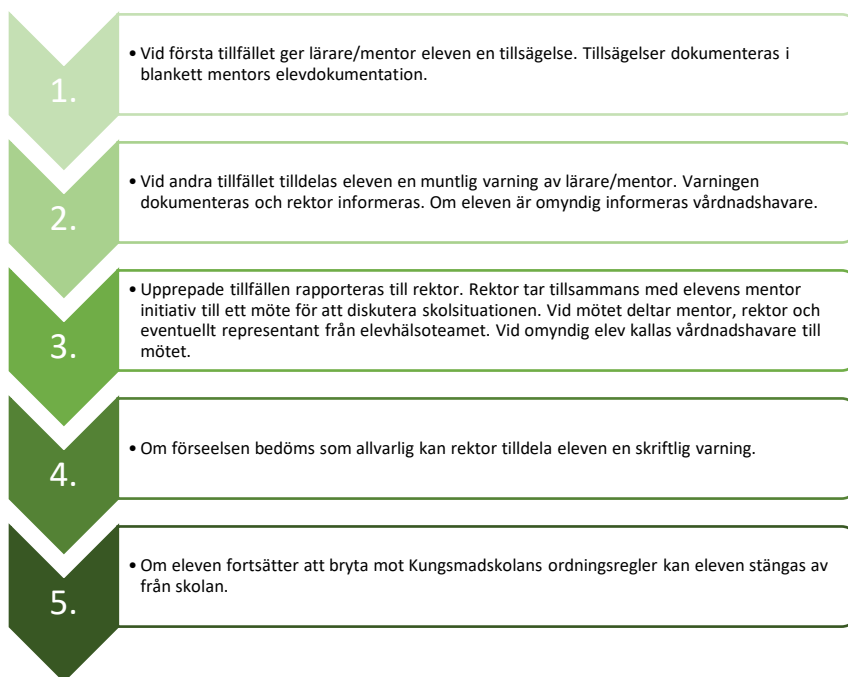 1.
• Vid första tillfället ger lärare/mentor eleven en tillsägelse. Tillsägelser dokumenteras i
blankett mentors elevdokumentation.
2.
• Vid andra tillfället tilldelas eleven en muntlig varning av lärare/mentor. Varningen
dokumenteras och rektor informeras. Om eleven är omyndig informeras vårdnadshavare.
3.
• Upprepade tillfällen rapporteras till rektor. Rektor tar tillsammans med elevens mentor
initiativ till ett möte för att diskutera skolsituationen. Vid mötet deltar mentor, rektor och
eventuellt representant från elevhälsoteamet. Vid omyndig elev kallas vårdnadshavare till
mötet.
4.
• Om förseelsen bedöms som allvarlig kan rektor tilldela eleven en skriftlig varning.
5.
• Om eleven fortsätter att bryta mot Kungsmadskolans ordningsregler kan eleven stängas av
från skolan.